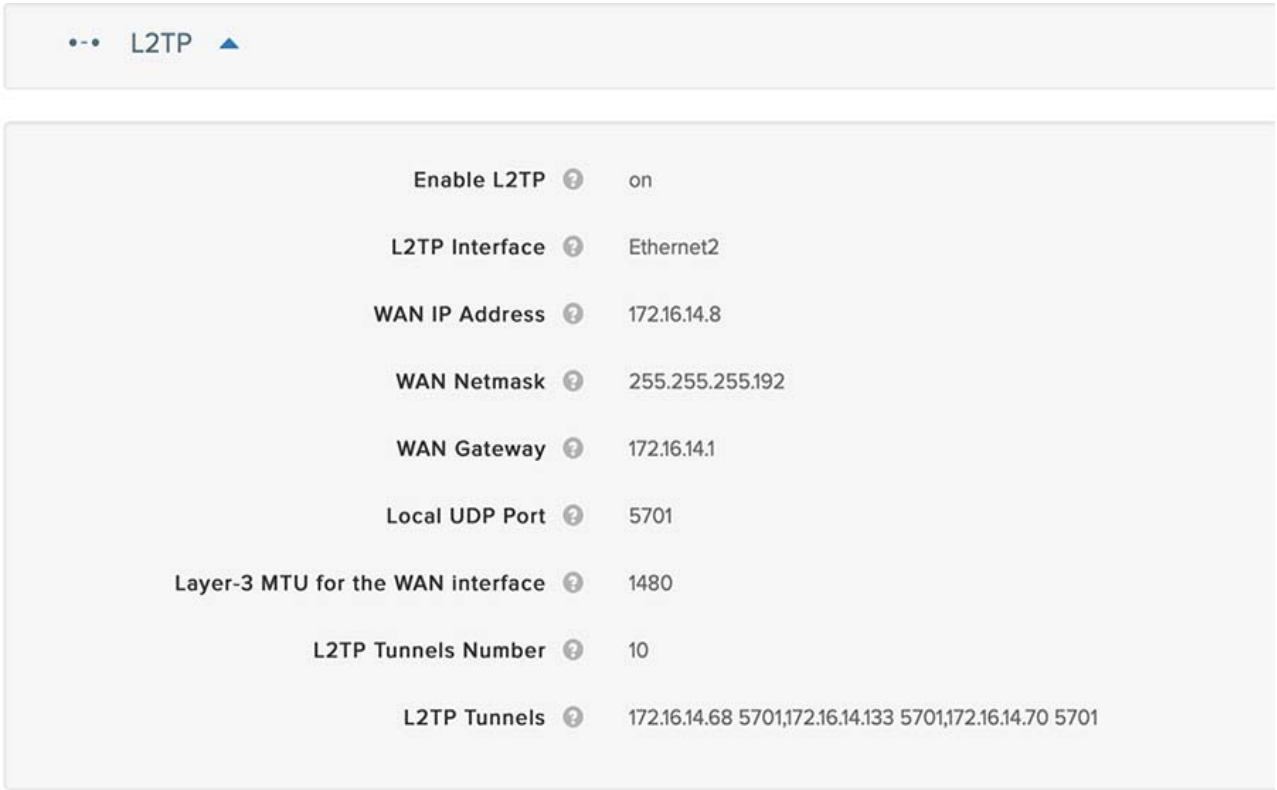 L2TP
Enable L2TP ? on
L2TP Interface ? Ethernet2
WAN IP Address ? 172.16.14.8
WAN Netmask ? 255.255.255.192
WAN Gateway ? 172.16.14.1
Local UDP Port ? 5701
Layer-3 MTU for the WAN interface ? 1480
L2TP Tunnels Number ? 10
L2TP Tunnels ? 172.16.14.68 5701,172.16.14.133 5701,172.16.14.70 5701